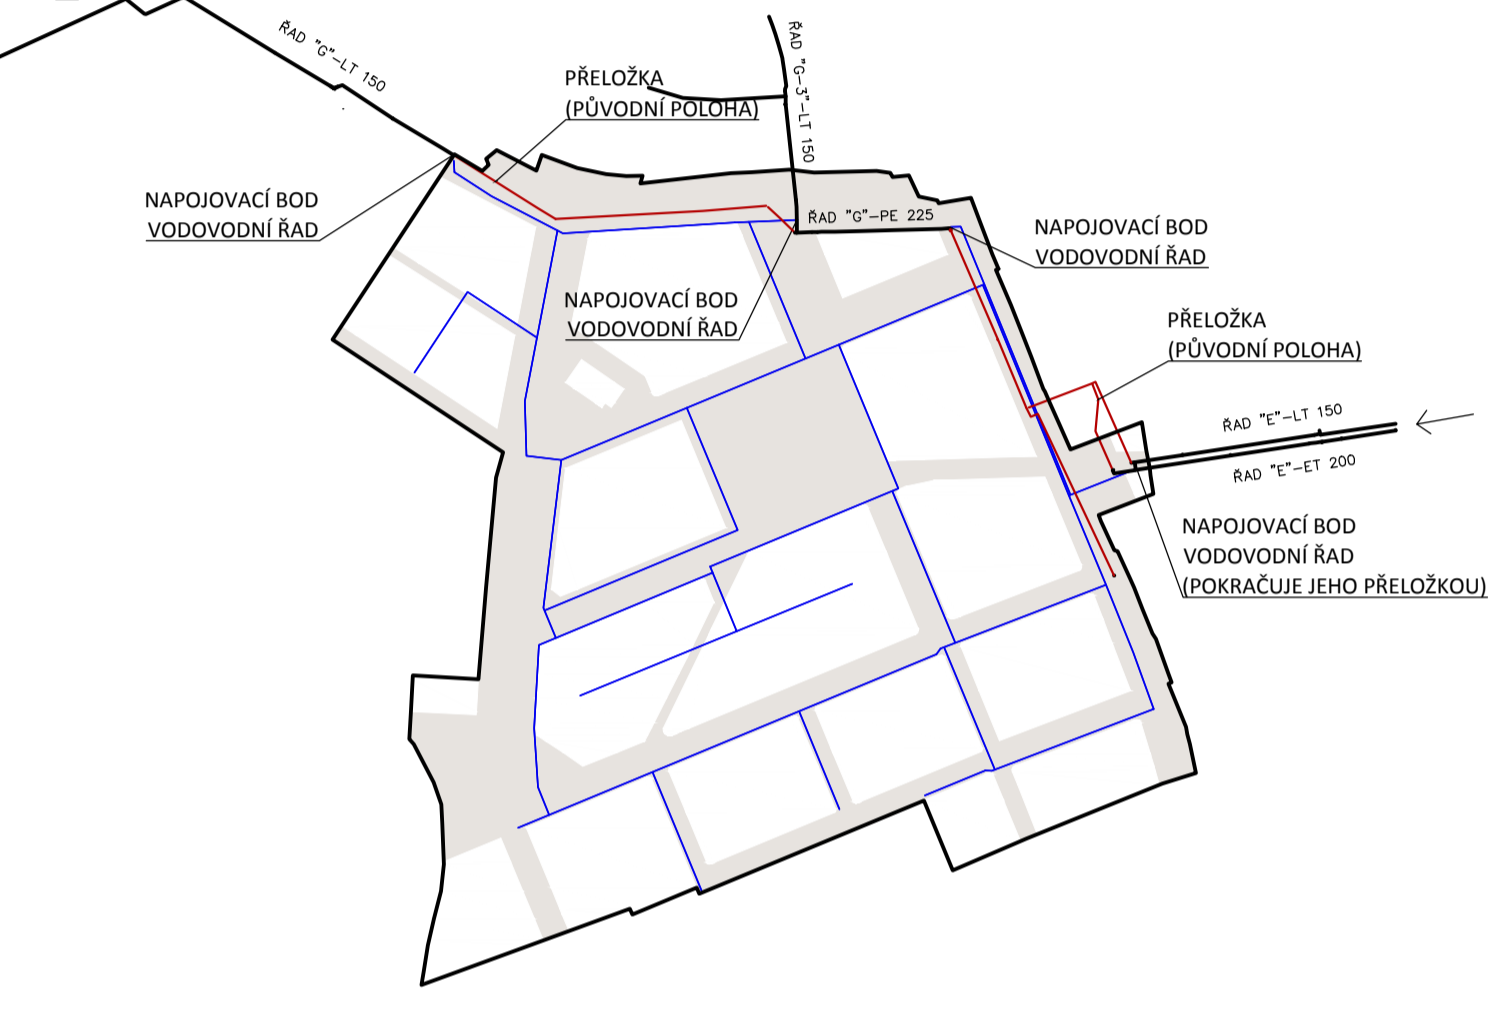 ŘAD "G"-LT 150
PŘELOŽKA
(PŮVODNÍ POLOHA)
ŘAD "G-3"-LT 150
NAPOJOVACÍ BOD
VODOVODNÍ ŘAD
ŘAD "G"-PE 225
NAPOJOVACÍ BOD
VODOVODNÍ ŘAD
NAPOJOVACÍ BOD
VODOVODNÍ ŘAD
PŘELOŽKA
(PŮVODNÍ POLOHA)
ŘAD "E"-LT 150
ŘAD "E"-ET 200
NAPOJOVACÍ BOD
VODOVODNÍ ŘAD
(POKRAČUJE JEHO PŘELOŽKOU)